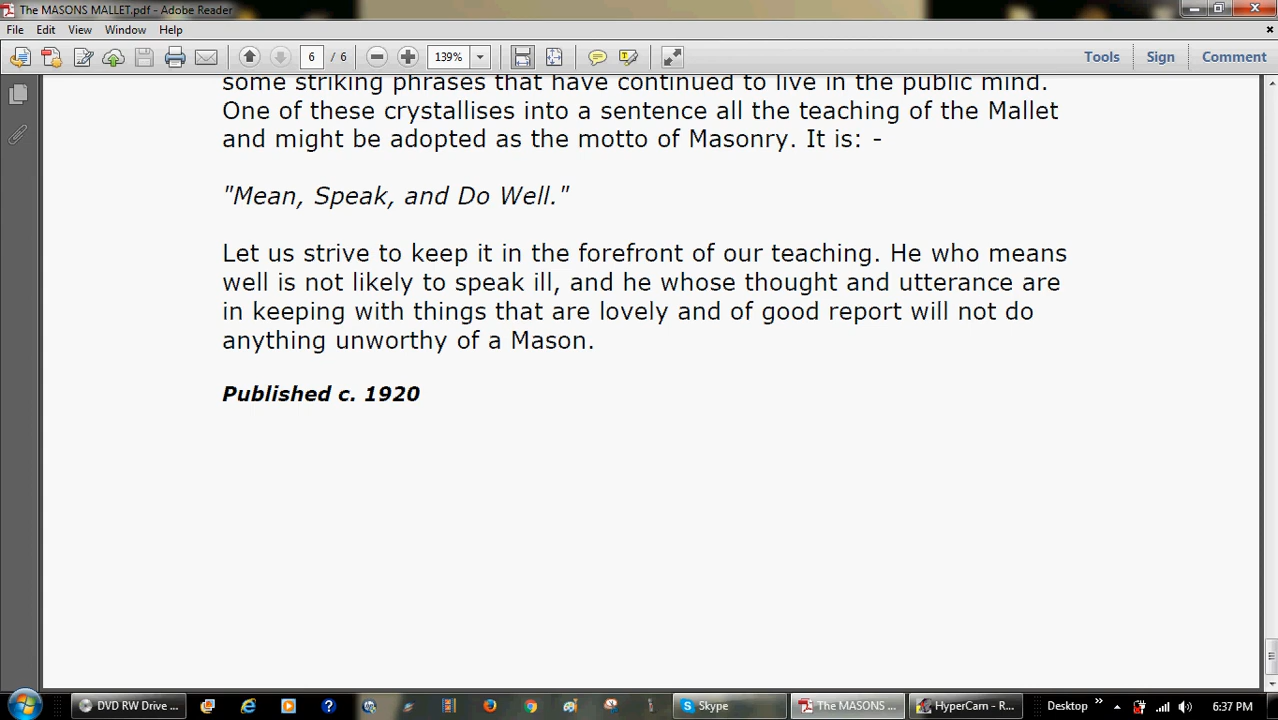 The MASONS MALLET.pdf - Adobe Reader
File Edit View Window Help
6 / 6 139% Tools Sign Comment
some striking phrases that have continued to live in the public mind.
One of these crystallises into a sentence all the teaching of the Mallet
and might be adopted as the motto of Masonry. It is: -
"Mean, Speak, and Do Well."
Let us strive to keep it in the forefront of our teaching. He who means
well is not likely to speak ill, and he whose thought and utterance are
in keeping with things that are lovely and of good report will not do
anything unworthy of a Mason.
Published c. 1920
DVD RW Drive ... Skype The MASONS ... HyperCam - R... Desktop » 6:37 PM